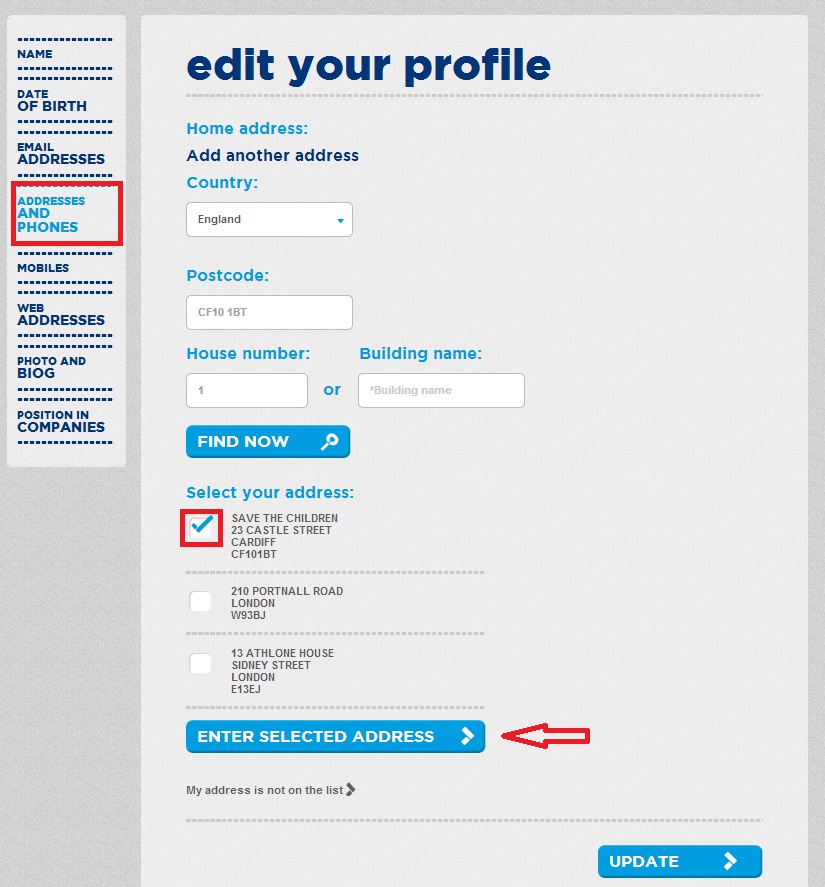 NAME
DATE
OF BIRTH
EMAIL
ADDRESSES
ADDRESSES
AND
PHONES
MOBILES
WEB
ADDRESSES
PHOTO AND
BIOG
POSITION IN
COMPANIES
edit your profile
Home address:
Add another address
Country:
England
Postcode:
CF10 1BT
House number: Building name:
1 or *Building name
FIND NOW
Select your address:
SAVE THE CHILDREN
23 CASTLE STREET
CARDIFF
CF101BT
210 PORTNALL ROAD
LONDON
W93BJ
13 ATHLONE HOUSE
SIDNEY STREET
LONDON
E13EJ
ENTER SELECTED ADDRESS
My address is not on the list
UPDATE